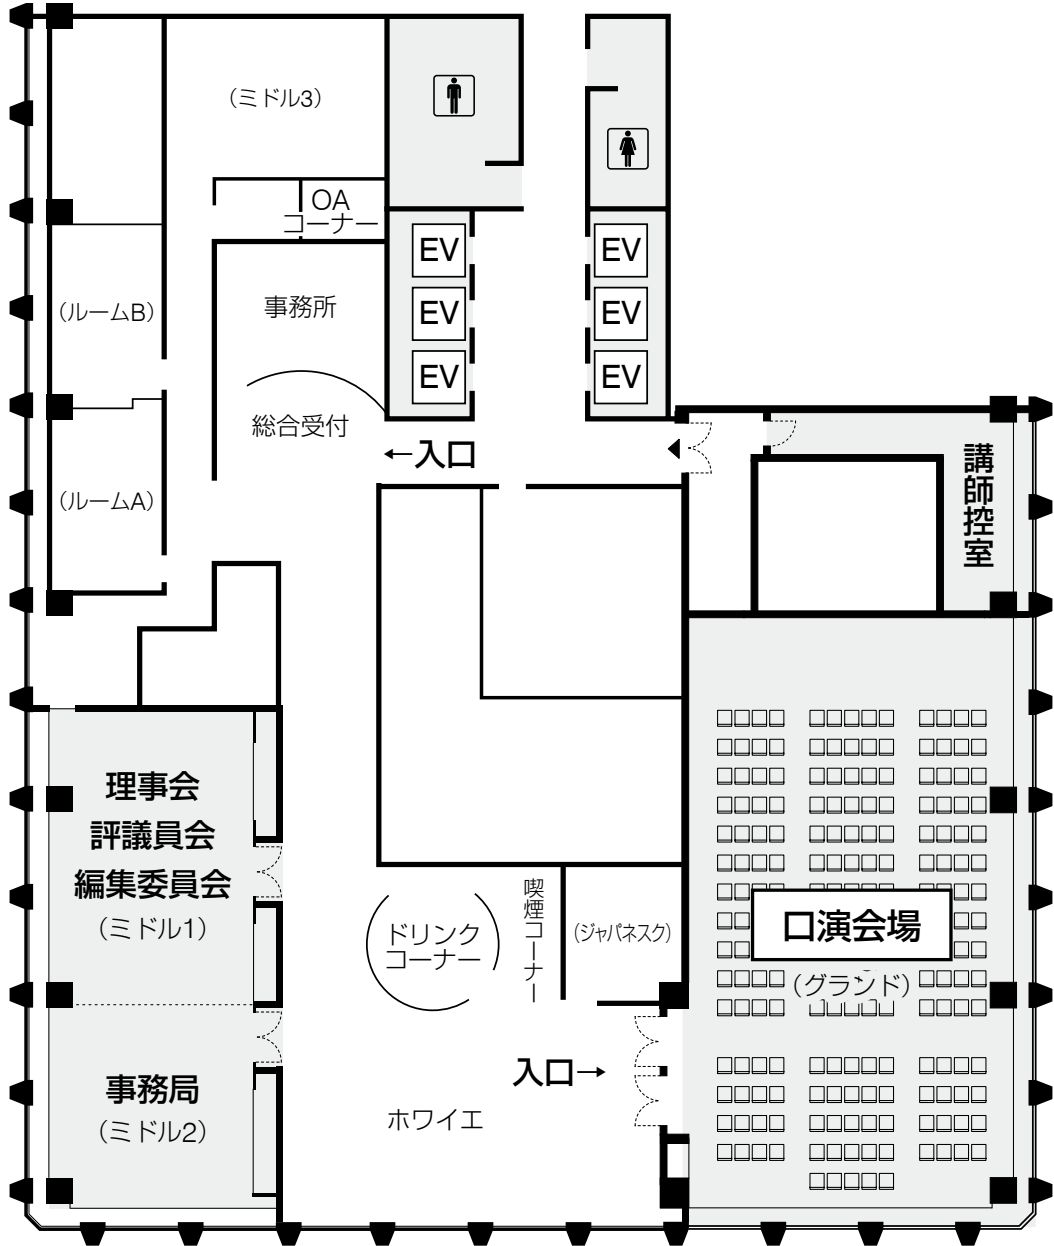 （ミドル3）
OA
コーナー
EV
EV
EV
EV
EV
EV
（ルームB）
事務所
総合受付
←入口
（ルームA）
講師控室
理事会
評議員会
編集委員会
（ミドル1）
ドリンク
コーナー
喫煙コーナー
（ジャパネスク）
口演会場
（グランド）
入口→
事務局
（ミドル2）
ホワイエ